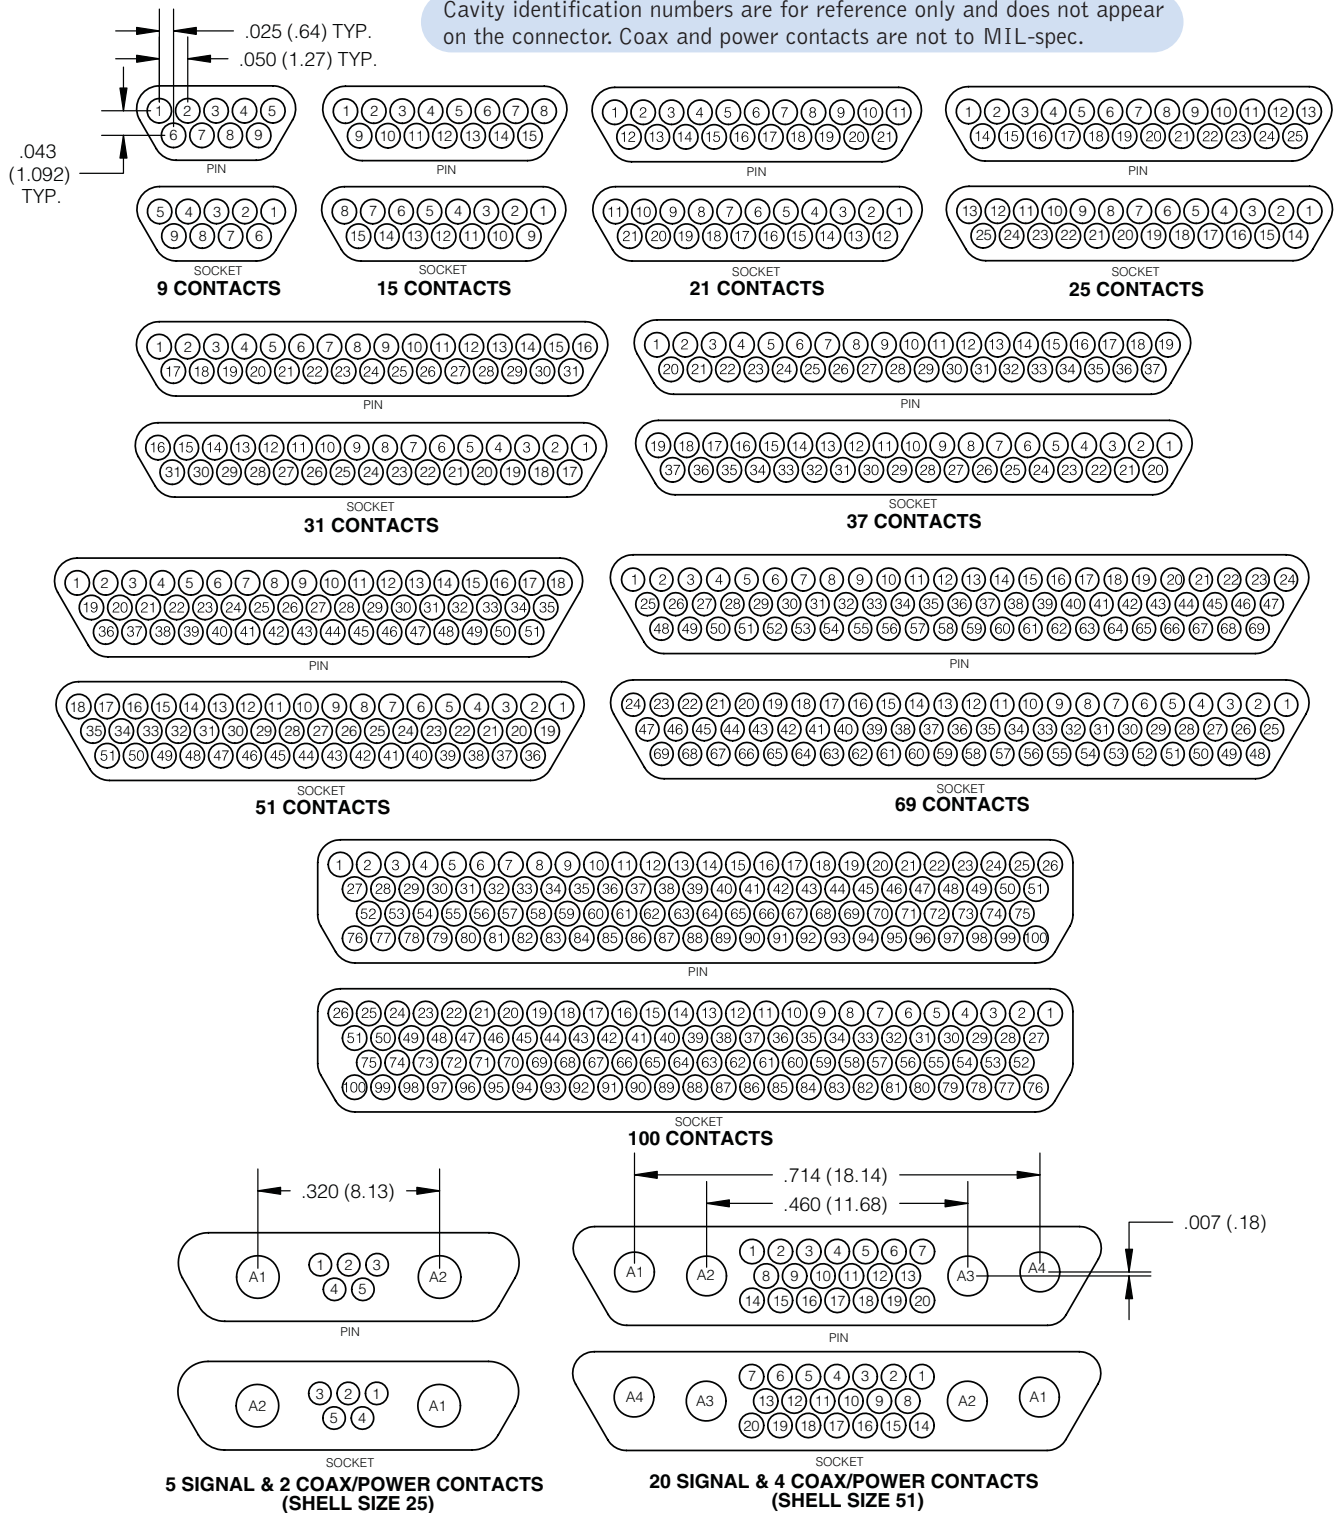 Cavity identification numbers are for reference only and does not appear
on the connector. Coax and power contacts are not to MIL-spec.
.025 (.64) TYP.
.050 (1.27) TYP.
.043
(1.092)
TYP.
1 2 3 4 5
6 7 8 9
PIN
5 4 3 2 1
9 8 7 6
SOCKET
9 CONTACTS
1 2 3 4 5 6 7 8
9 10 11 12 13 14 15
PIN
8 7 6 5 4 3 2 1
15 14 13 12 11 10 9
SOCKET
15 CONTACTS
1 2 3 4 5 6 7 8 9 10 11
12 13 14 15 16 17 18 19 20 21
PIN
11 10 9 8 7 6 5 4 3 2 1
21 20 19 18 17 16 15 14 13 12
SOCKET
21 CONTACTS
1 2 3 4 5 6 7 8 9 10 11 12 13
14 15 16 17 18 19 20 21 22 23 24 25
PIN
13 12 11 10 9 8 7 6 5 4 3 2 1
25 24 23 22 21 20 19 18 17 16 15 14
SOCKET
25 CONTACTS
1 2 3 4 5 6 7 8 9 10 11 12 13 14 15 16
17 18 19 20 21 22 23 24 25 26 27 28 29 30 31
PIN
16 15 14 13 12 11 10 9 8 7 6 5 4 3 2 1
31 30 29 28 27 26 25 24 23 22 21 20 19 18 17
SOCKET
31 CONTACTS
1 2 3 4 5 6 7 8 9 10 11 12 13 14 15 16 17 18 19
20 21 22 23 24 25 26 27 28 29 30 31 32 33 34 35 36 37
PIN
19 18 17 16 15 14 13 12 11 10 9 8 7 6 5 4 3 2 1
37 36 35 34 33 32 31 30 29 28 27 26 25 24 23 22 21 20
SOCKET
37 CONTACTS
1 2 3 4 5 6 7 8 9 10 11 12 13 14 15 16 17 18
19 20 21 22 23 24 25 26 27 28 29 30 31 32 33 34 35
36 37 38 39 40 41 42 43 44 45 46 47 48 49 50 51
PIN
18 17 16 15 14 13 12 11 10 9 8 7 6 5 4 3 2 1
35 34 33 32 31 30 29 28 27 26 25 24 23 22 21 20 19
51 50 49 48 47 46 45 44 43 42 41 40 39 38 37 36
SOCKET
51 CONTACTS
1 2 3 4 5 6 7 8 9 10 11 12 13 14 15 16 17 18 19 20 21 22 23 24
25 26 27 28 29 30 31 32 33 34 35 36 37 38 39 40 41 42 43 44 45 46 47
48 49 50 51 52 53 54 55 56 57 58 59 60 61 62 63 64 65 66 67 68 69
PIN
24 23 22 21 20 19 18 17 16 15 14 13 12 11 10 9 8 7 6 5 4 3 2 1
47 46 45 44 43 42 41 40 39 38 37 36 35 34 33 32 31 30 29 28 27 26 25
69 68 67 66 65 64 63 62 61 60 59 58 57 56 55 54 53 52 51 50 49 48
SOCKET
69 CONTACTS
1 2 3 4 5 6 7 8 9 10 11 12 13 14 15 16 17 18 19 20 21 22 23 24 25 26
27 28 29 30 31 32 33 34 35 36 37 38 39 40 41 42 43 44 45 46 47 48 49 50 51
52 53 54 55 56 57 58 59 60 61 62 63 64 65 66 67 68 69 70 71 72 73 74 75
76 77 78 79 80 81 82 83 84 85 86 87 88 89 90 91 92 93 94 95 96 97 98 99 100
PIN
26 25 24 23 22 21 20 19 18 17 16 15 14 13 12 11 10 9 8 7 6 5 4 3 2 1
51 50 49 48 47 46 45 44 43 42 41 40 39 38 37 36 35 34 33 32 31 30 29 28 27
75 74 73 72 71 70 69 68 67 66 65 64 63 62 61 60 59 58 57 56 55 54 53 52
100 99 98 97 96 95 94 93 92 91 90 89 88 87 86 85 84 83 82 81 80 79 78 77 76
SOCKET
100 CONTACTS
.320 (8.13)
A1 1 2 3 A2
4 5
PIN
A2 3 2 1 A1
5 4
SOCKET
5 SIGNAL & 2 COAX/POWER CONTACTS
(SHELL SIZE 25)
.714 (18.14)
.460 (11.68)
.007 (.18)
1 2 3 4 5 6 7
A1 A2 8 9 10 11 12 13 A3 A4
14 15 16 17 18 19 20
PIN
7 6 5 4 3 2 1
A4 A3 13 12 11 10 9 8 A2 A1
20 19 18 17 16 15 14
SOCKET
20 SIGNAL & 4 COAX/POWER CONTACTS
(SHELL SIZE 51)